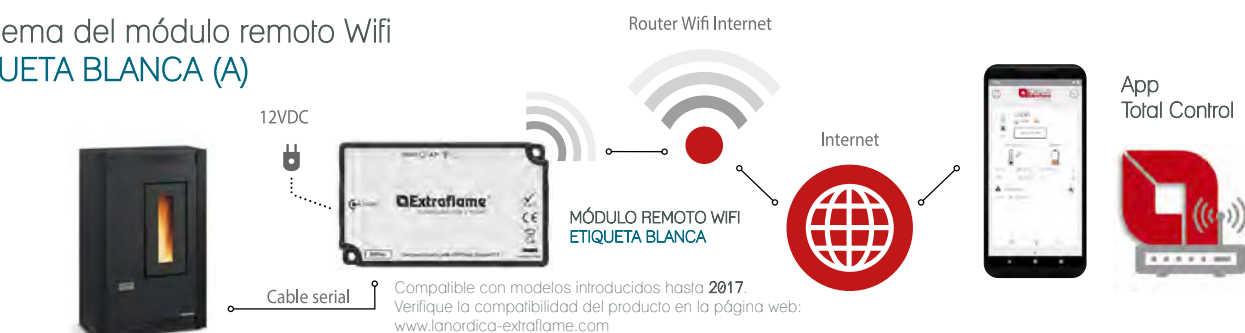 ema del módulo remoto Wifi
UETA BLANCA (A)
Router Wifi Internet
12VDC
Extraflame
MÓDULO REMOTO WIFI
ETIQUETA BLANCA
Internet
App
Total Control
Cable serial
Compatible con modelos introducidos hasta 2017.
Verifique la compatibilidad del producto en la página web:
www.lanordica-extraflame.com